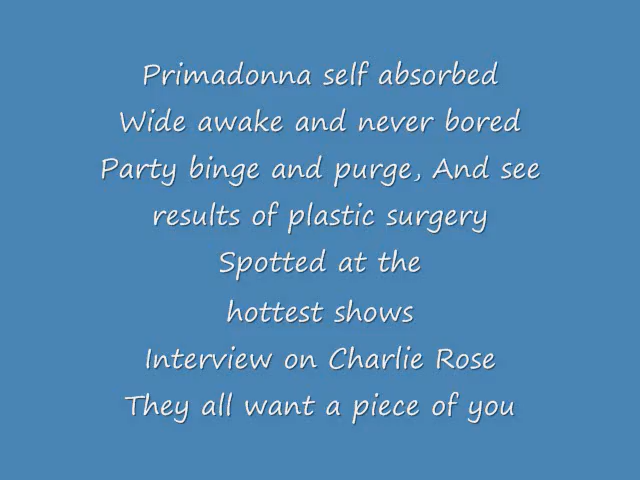 Primadonna self absorbed
Wide awake and never bored
Party binge and purge, And see
results of plastic surgery
Spotted at the
hottest shows
Interview on Charlie Rose
They all want a piece of you